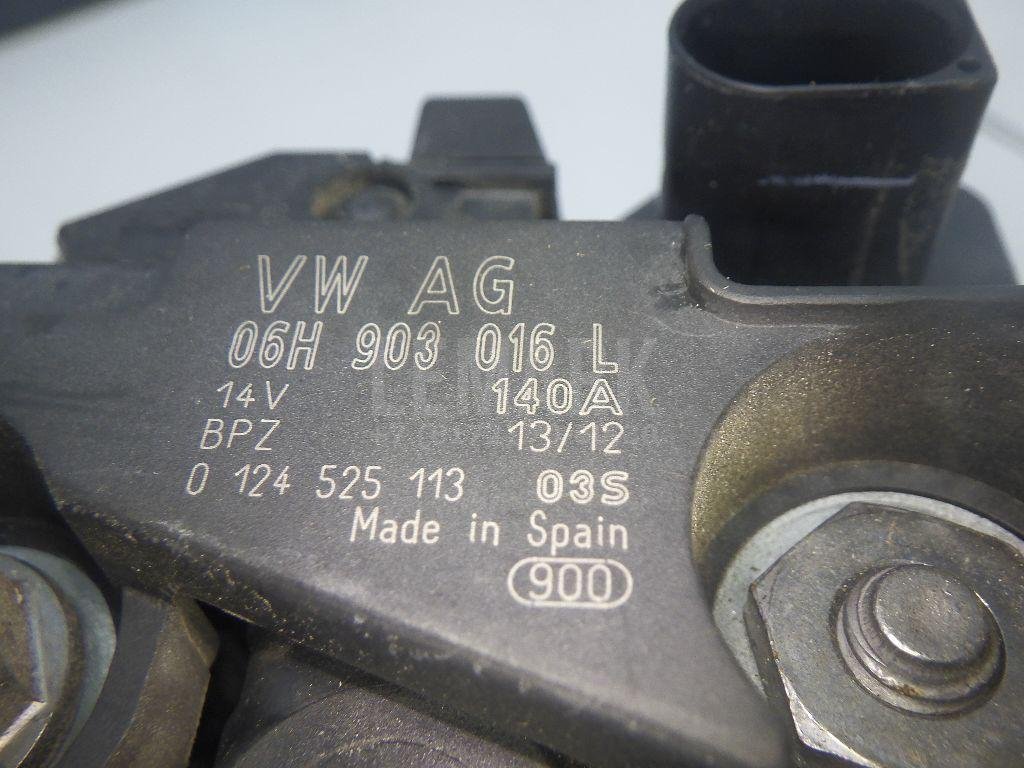 VW AG
06H 903 016 L
14V 140A
BPZ 13/12
0 124 525 113 03S
Made in Spain
900